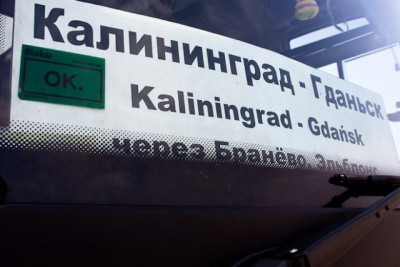 Калининград - Гданьск
OK.
Kaliningrad - Gdańsk
через Бранёво, Эльблонг